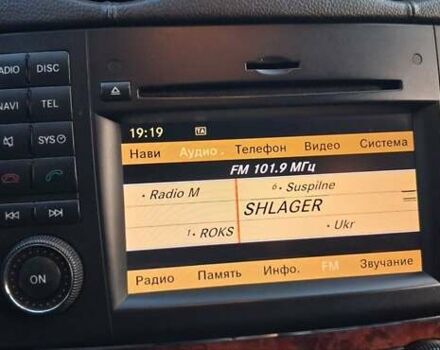 RADIO DISC
NAVI TEL
SYS
ON
19:19 TA
Нави Аудио Телефон Видео Система
FM 101.9 МГц
• Radio M 6• Suspilne
SHLAGER
1• ROKS • Ukr
Радио Память Инфо. FM Звучание